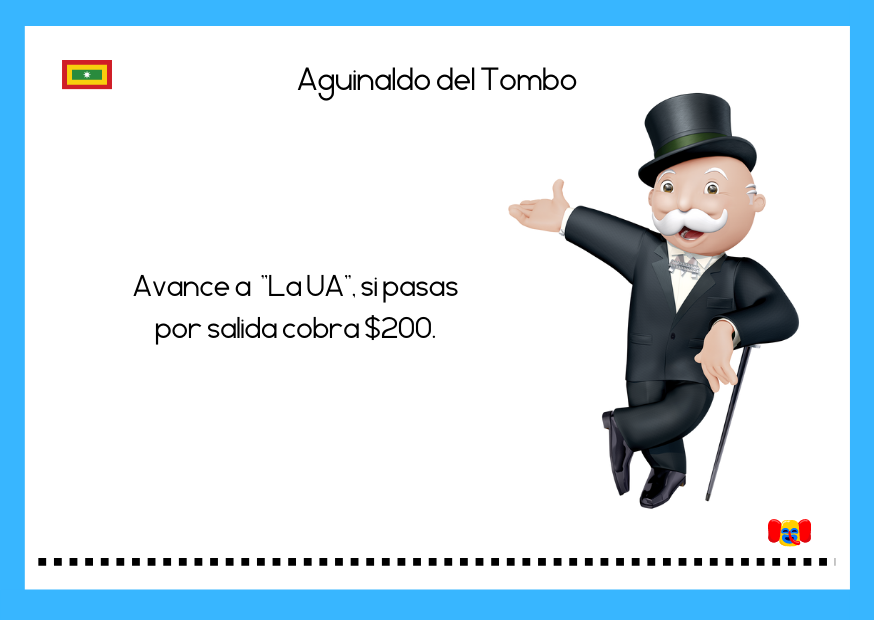 Aguinaldo del Tombo
Avance a "La UA", si pasas
por salida cobra $200.